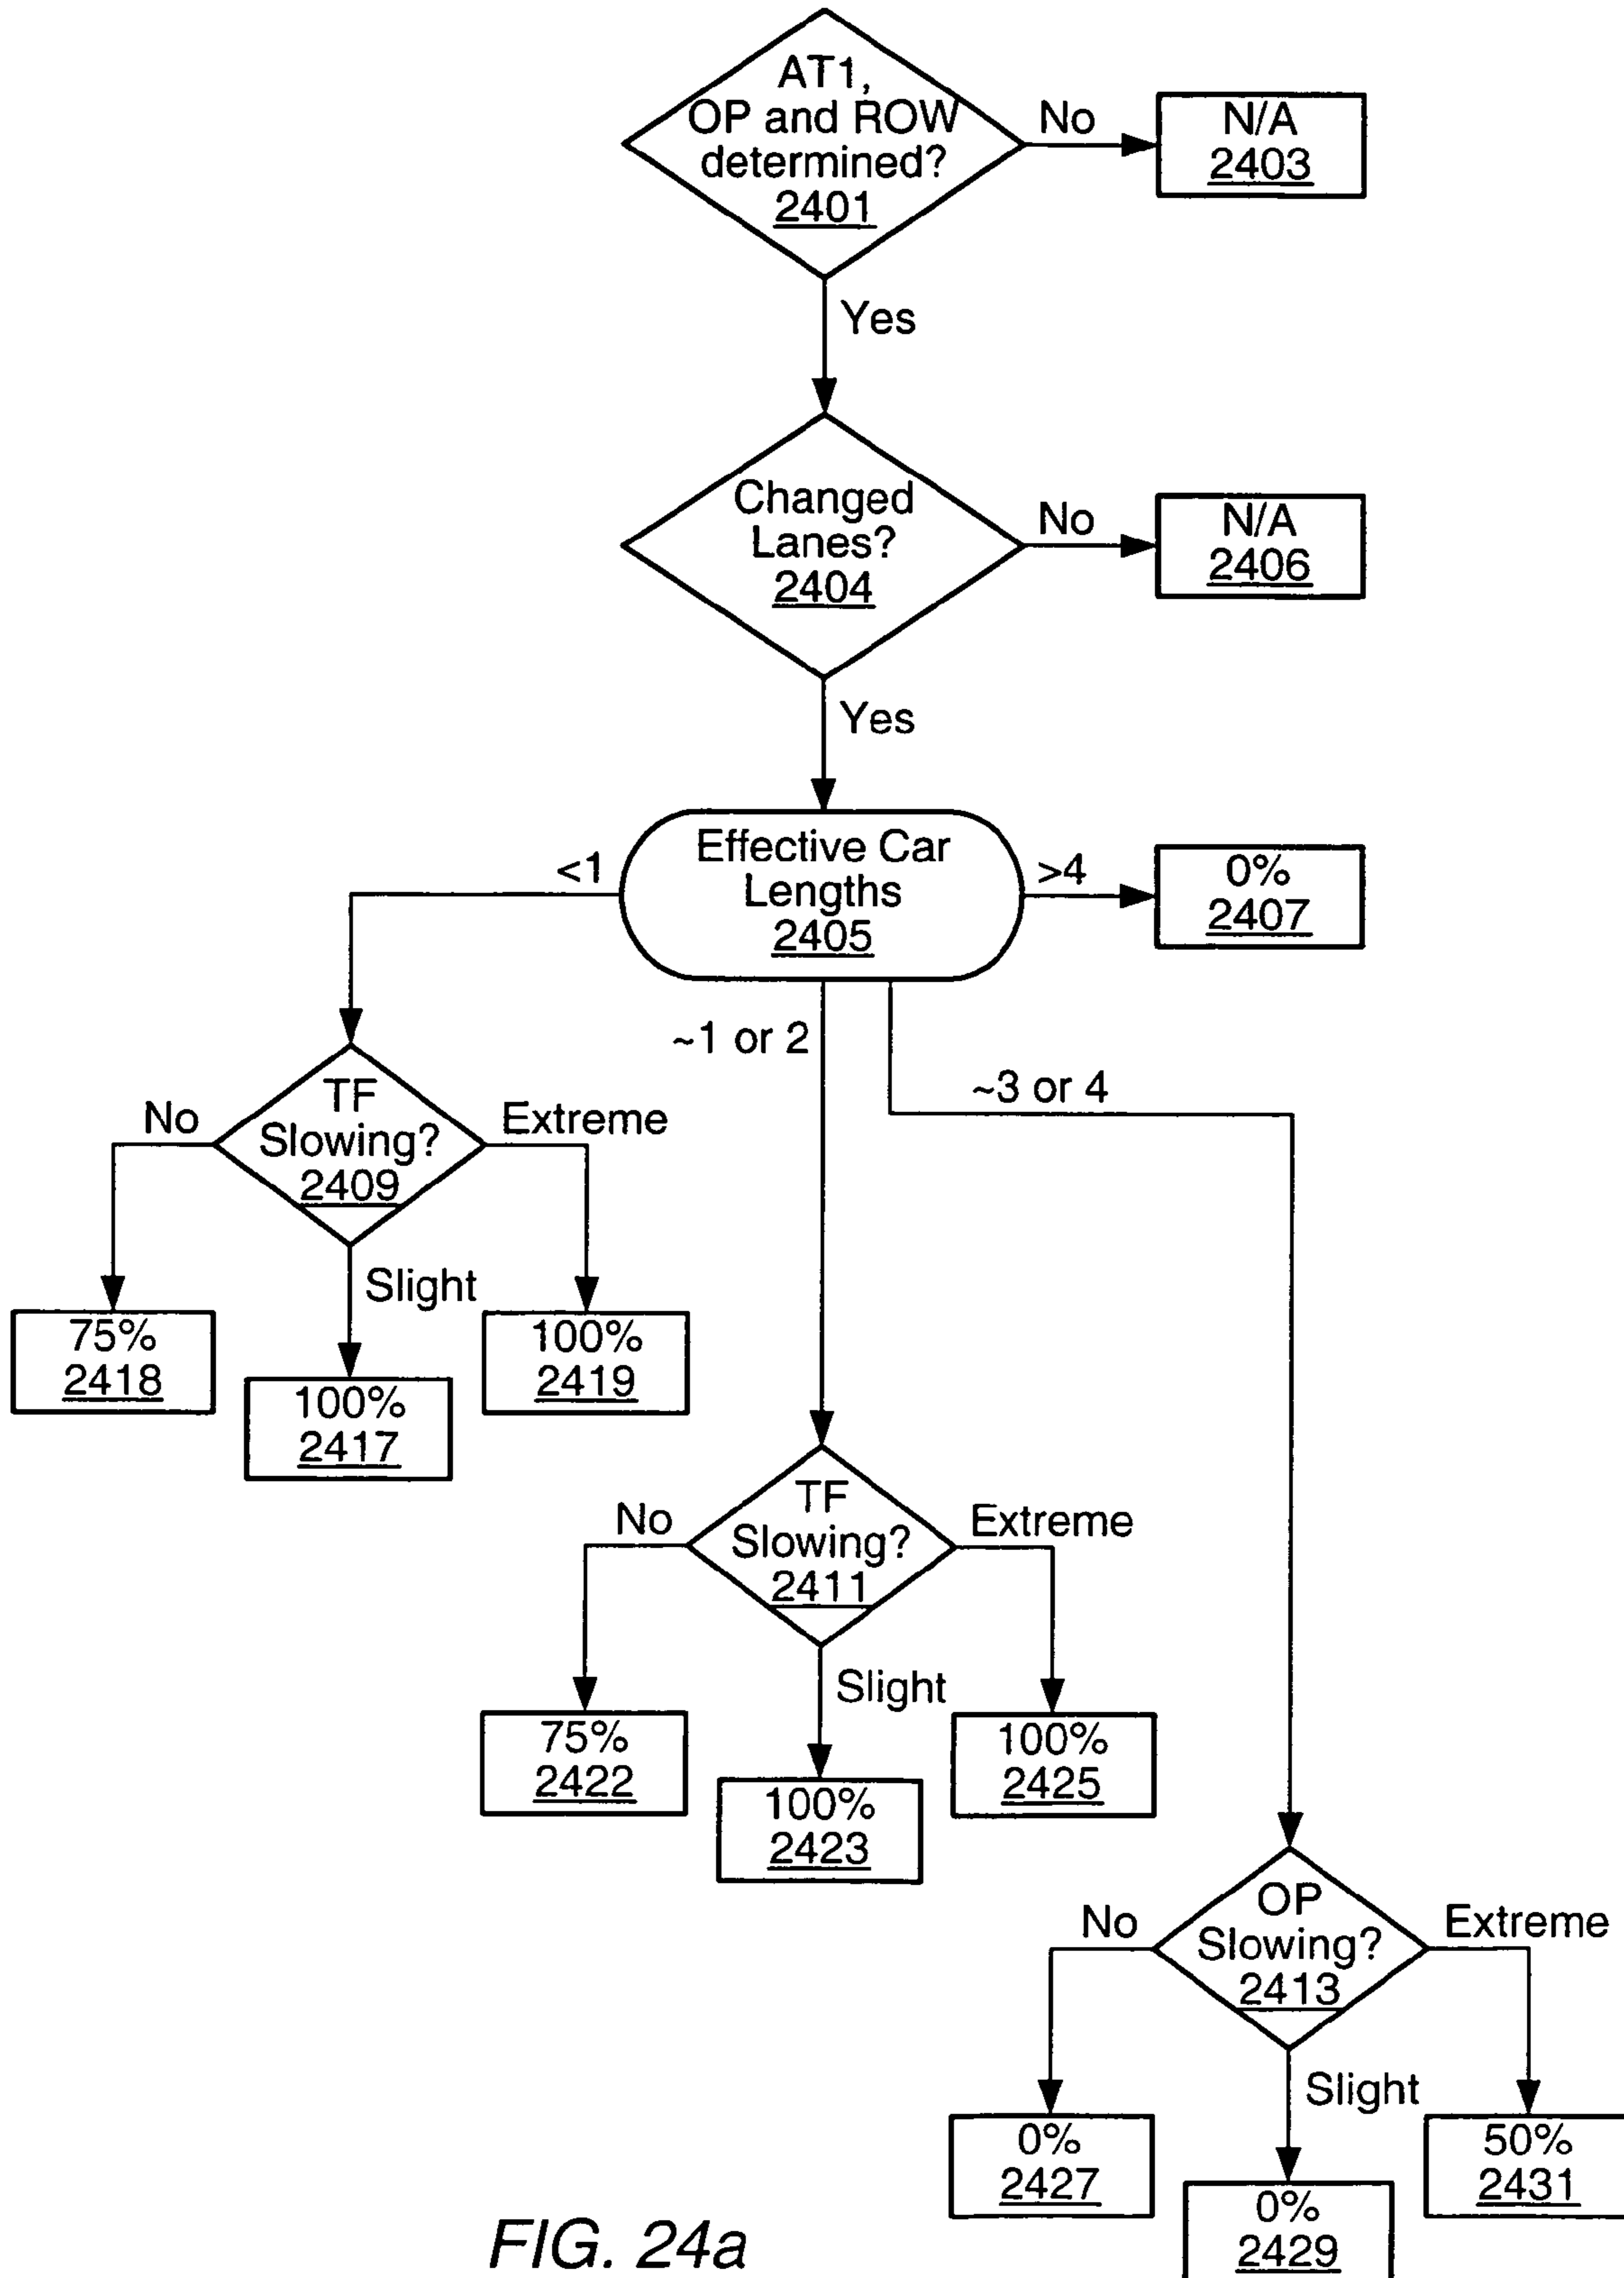 AT1,
OP and ROW
determined?
2401
No
N/A
2403
Yes
Changed
Lanes?
2404
No
N/A
2406
Yes
Effective Car
Lengths
2405
<1
>4
0%
2407
~1 or 2
~3 or 4
TF
Slowing?
2409
No
Extreme
Slight
75%
2418
100%
2417
100%
2419
TF
Slowing?
2411
No
Extreme
Slight
75%
2422
100%
2423
100%
2425
OP
Slowing?
2413
No
Extreme
Slight
0%
2427
0%
2429
50%
2431
FIG. 24a